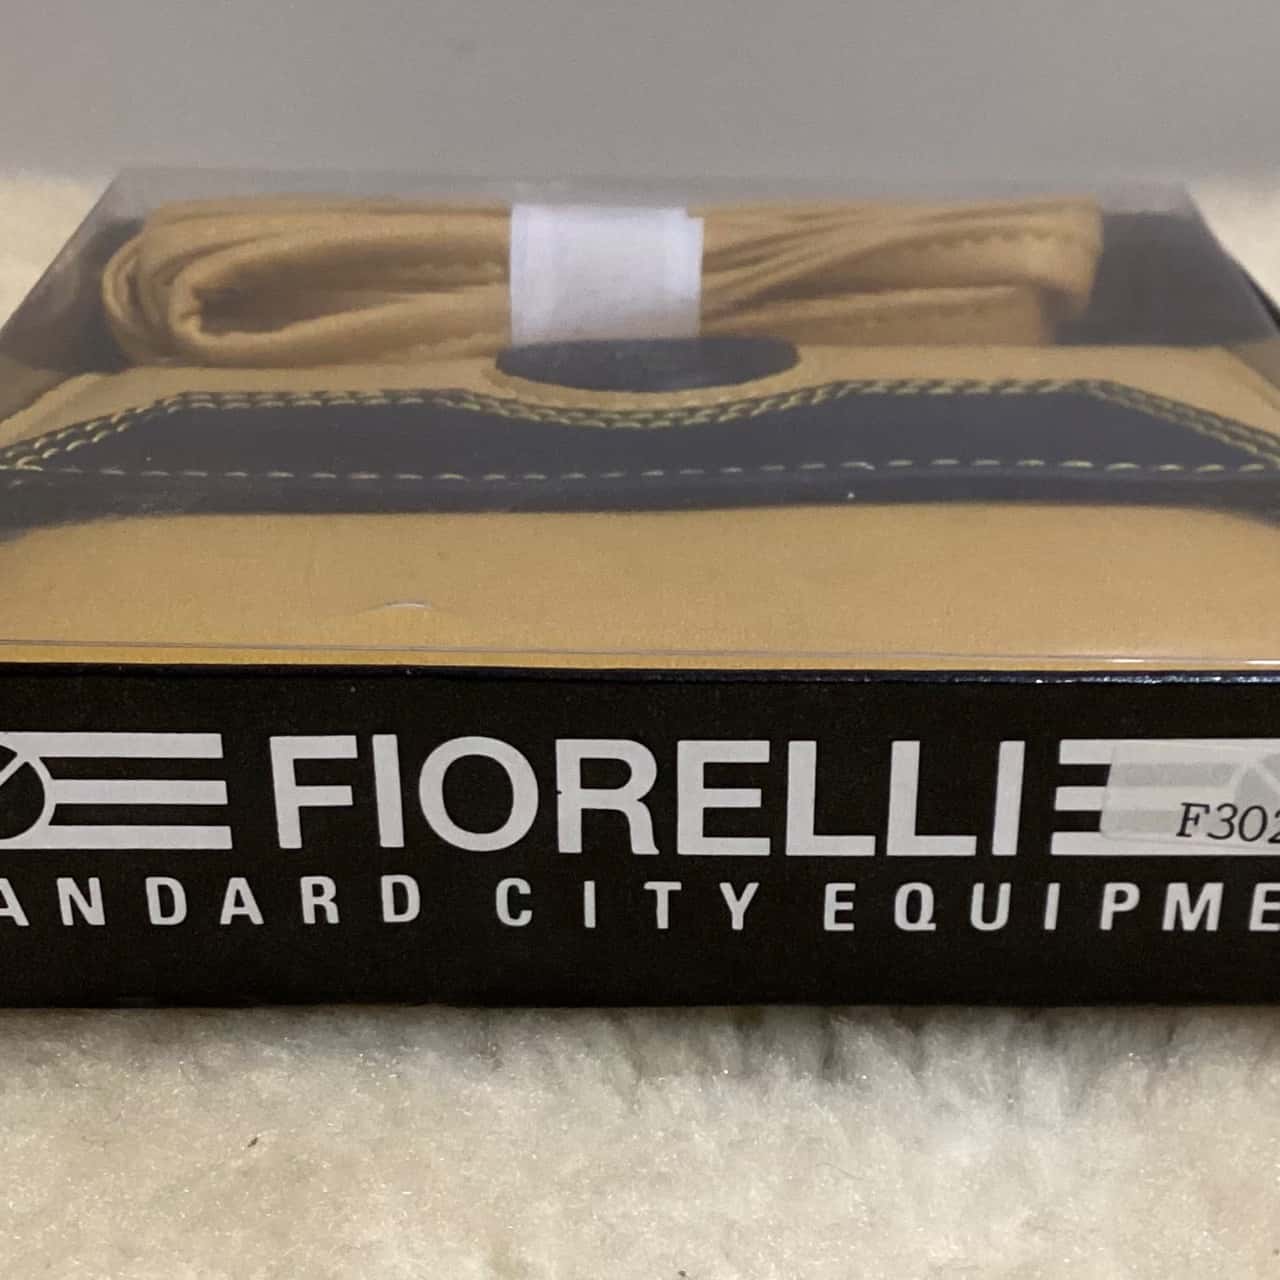 FIORELLI
F302
ANDARD CITY EQUIPME